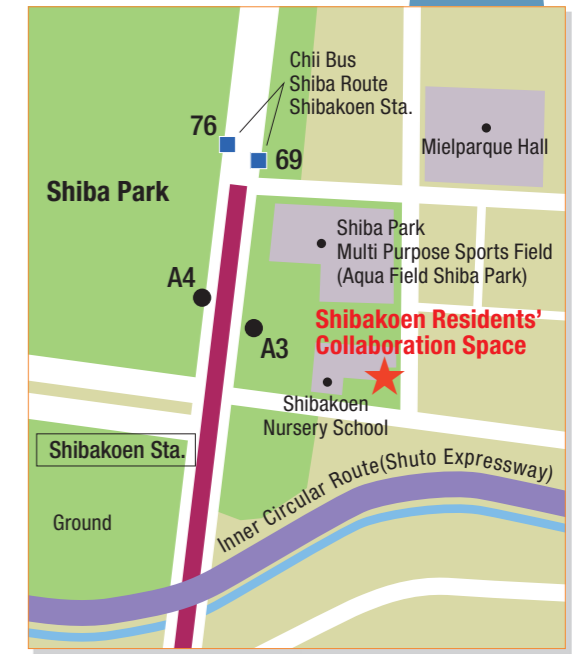 Chii Bus
Shiba Route
Shibakoen Sta.
76
69
Mielparque Hall
Shiba Park
Shiba Park
Multi Purpose Sports Field
(Aqua Field Shiba Park)
A4
A3
Shibakoen Residents’
Collaboration Space
Shibakoen
Nursery School
Shibakoen Sta.
Inner Circular Route(Shuto Expressway)
Ground